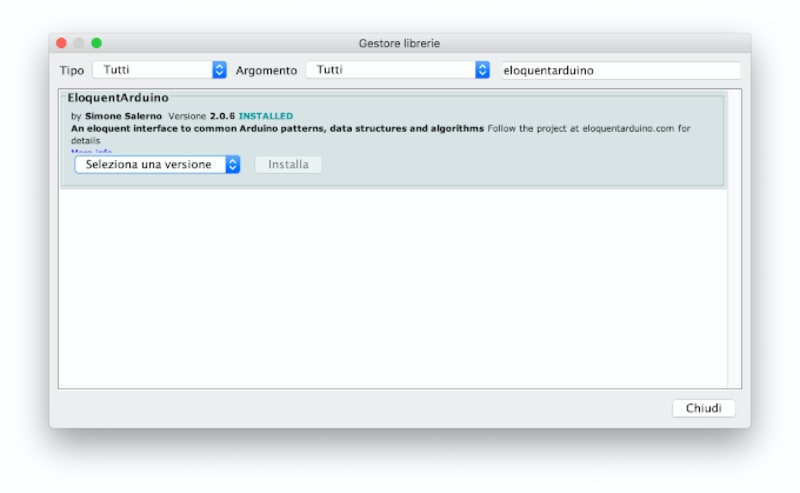 Gestore librerie
Tipo Tutti Argomento Tutti eloquentarduino
EloquentArduino
by Simone Salerno Versione 2.0.6 INSTALLED
An eloquent interface to common Arduino patterns, data structures and algorithms Follow the project at eloquentarduino.com for
details
More info
Seleziona una versione Installa
Chiudi